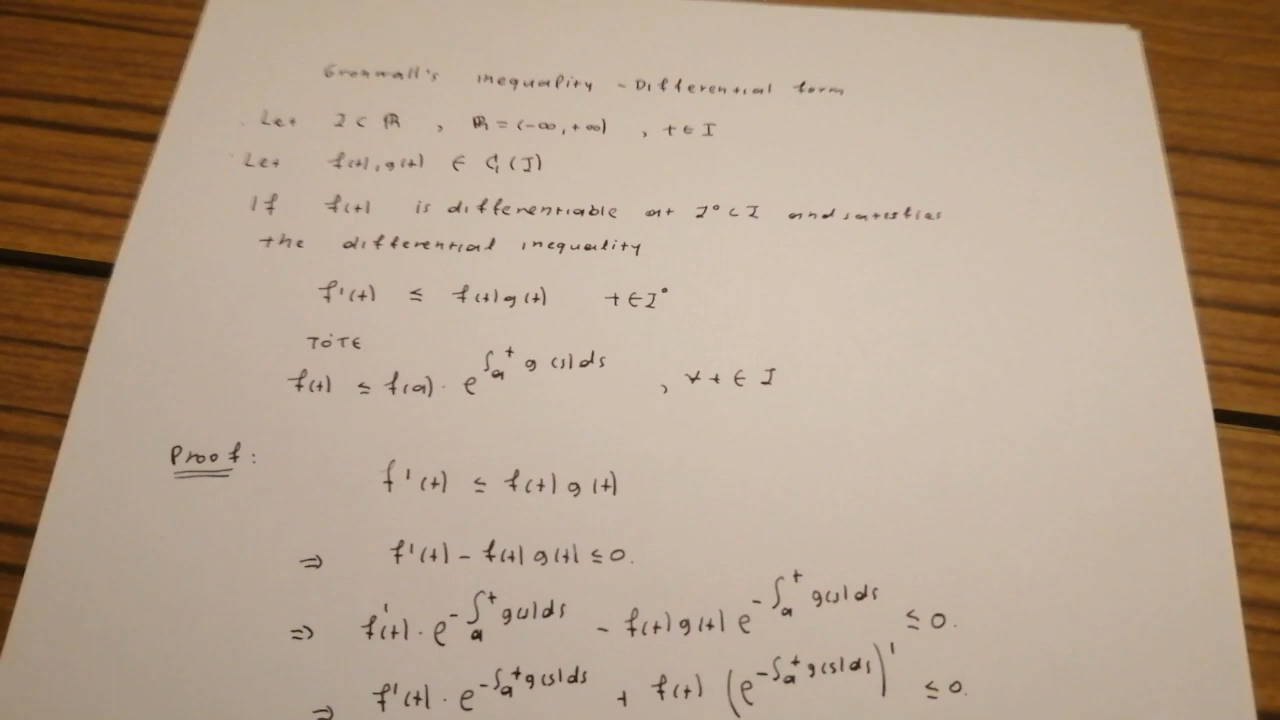 Gronwall's inequality - Differential form
Let I ⊂ ℝ , ℝ = (-∞, +∞) , t ∈ I
Let f(t), g(t) ∈ C(I)
If f(t) is differentiable at I° ⊂ I and satisfies
the differential inequality
f'(t) ≤ f(t) g(t) t ∈ I°
TÓTE
f(t) ≤ f(a) · e^{∫_a^t g(s) ds} , ∀ t ∈ I
Proof:
f'(t) ≤ f(t) g(t)
⇒ f'(t) - f(t) g(t) ≤ 0.
⇒ f'(t) · e^{-∫_a^t g(s) ds} - f(t) g(t) e^{-∫_a^t g(s) ds} ≤ 0.
⇒ f'(t) · e^{-∫_a^t g(s) ds} + f(t) (e^{-∫_a^t g(s) ds})' ≤ 0.